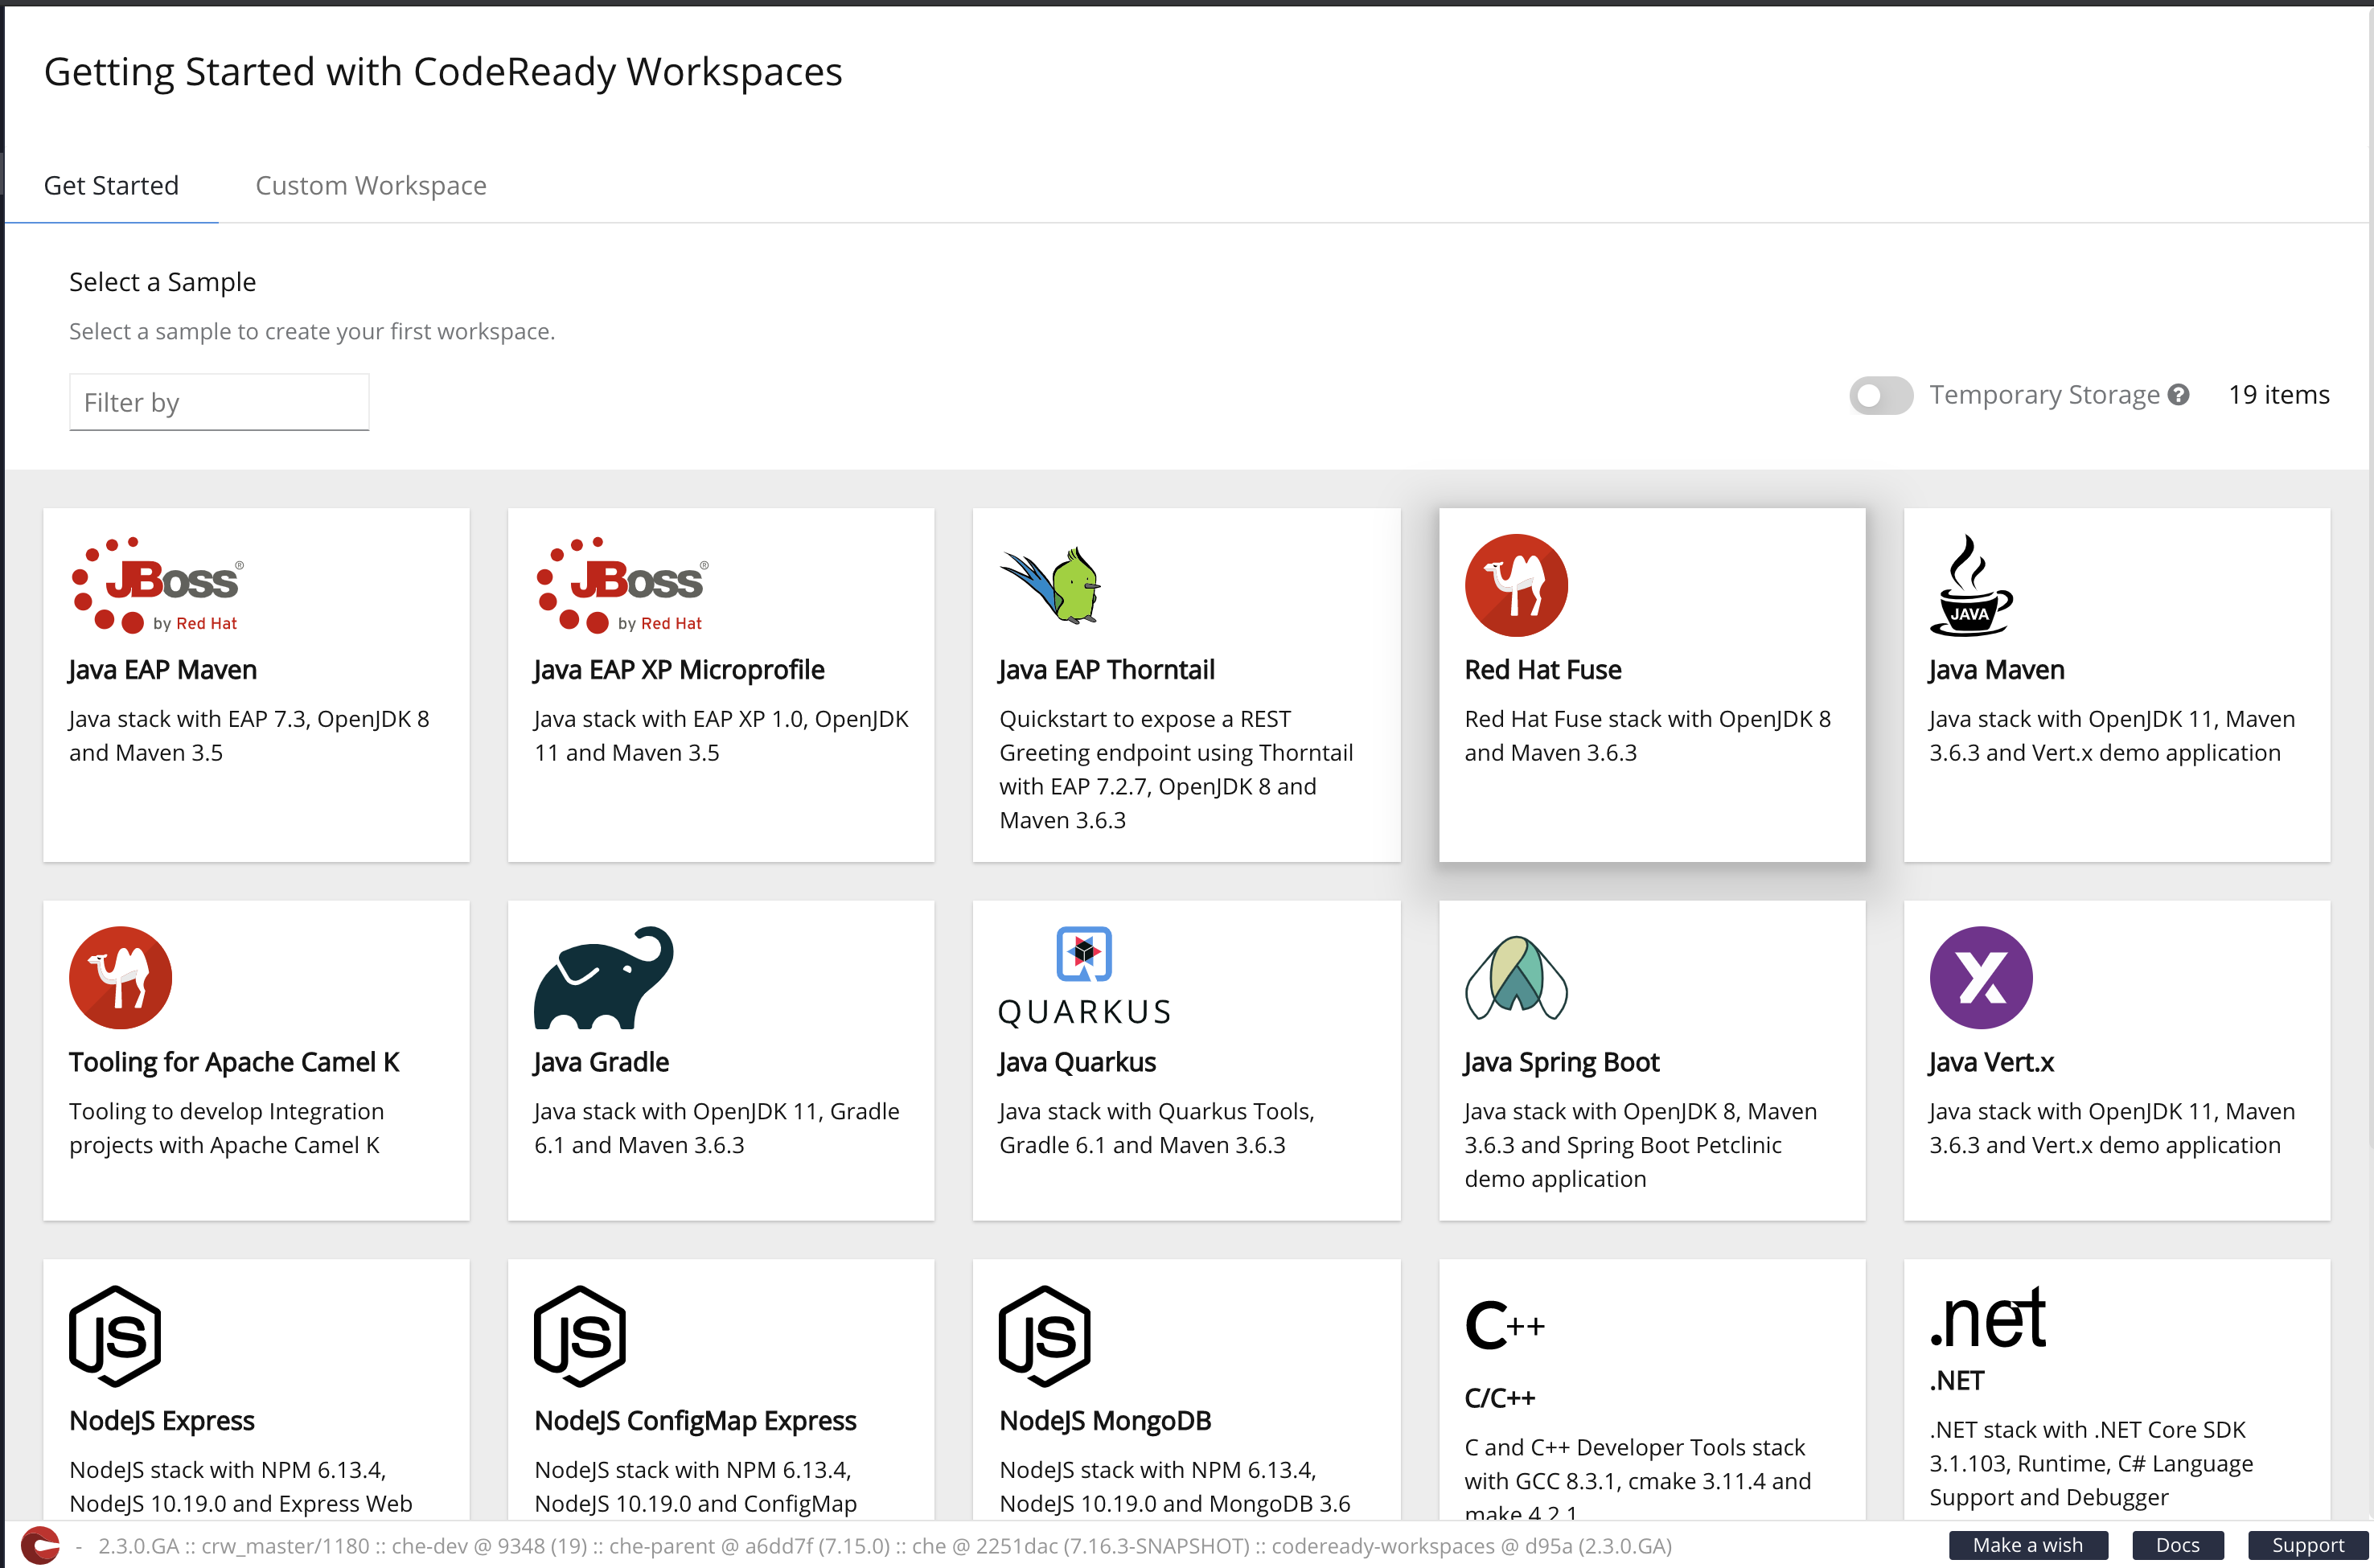 Getting Started with CodeReady Workspaces
Get Started
Custom Workspace
Select a Sample
Select a sample to create your first workspace.
Filter by
Temporary Storage ?
19 items
JBoss®
by Red Hat
Java EAP Maven
Java stack with EAP 7.3, OpenJDK 8
and Maven 3.5
JBoss®
by Red Hat
Java EAP XP Microprofile
Java stack with EAP XP 1.0, OpenJDK
11 and Maven 3.5
Java EAP Thorntail
Quickstart to expose a REST
Greeting endpoint using Thorntail
with EAP 7.2.7, OpenJDK 8 and
Maven 3.6.3
Red Hat Fuse
Red Hat Fuse stack with OpenJDK 8
and Maven 3.6.3
JAVA
Java Maven
Java stack with OpenJDK 11, Maven
3.6.3 and Vert.x demo application
Tooling for Apache Camel K
Tooling to develop Integration
projects with Apache Camel K
Java Gradle
Java stack with OpenJDK 11, Gradle
6.1 and Maven 3.6.3
QUARKUS
Java Quarkus
Java stack with Quarkus Tools,
Gradle 6.1 and Maven 3.6.3
Java Spring Boot
Java stack with OpenJDK 8, Maven
3.6.3 and Spring Boot Petclinic
demo application
X
Java Vert.x
Java stack with OpenJDK 11, Maven
3.6.3 and Vert.x demo application
JS
NodeJS Express
NodeJS stack with NPM 6.13.4,
NodeJS 10.19.0 and Express Web
JS
NodeJS ConfigMap Express
NodeJS stack with NPM 6.13.4,
NodeJS 10.19.0 and ConfigMap
JS
NodeJS MongoDB
NodeJS stack with NPM 6.13.4,
NodeJS 10.19.0 and MongoDB 3.6
C++
C/C++
C and C++ Developer Tools stack
with GCC 8.3.1, cmake 3.11.4 and
make 4.2.1
.net
.NET
.NET stack with .NET Core SDK
3.1.103, Runtime, C# Language
Support and Debugger
- 2.3.0.GA :: crw_master/1180 :: che-dev @ 9348 (19) :: che-parent @ a6dd7f (7.15.0) :: che @ 2251dac (7.16.3-SNAPSHOT) :: codeready-workspaces @ d95a (2.3.0.GA)
Make a wish
Docs
Support